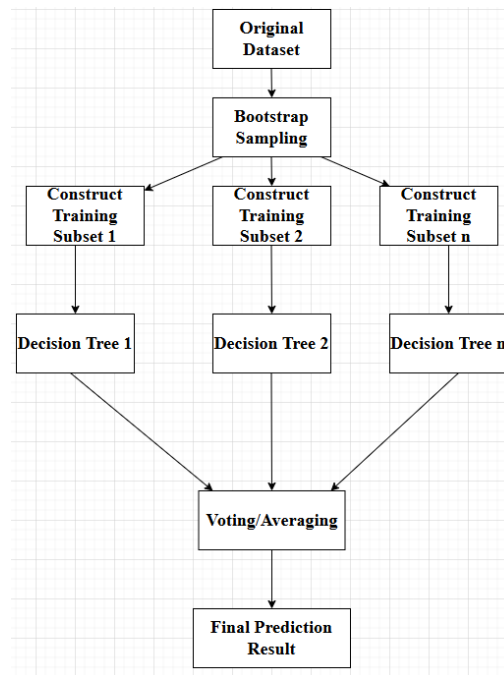 Original
Dataset
Bootstrap
Sampling
Construct
Training
Subset 1
Construct
Training
Subset 2
Construct
Training
Subset n
Decision Tree 1
Decision Tree 2
Decision Tree n
Voting/Averaging
Final Prediction
Result